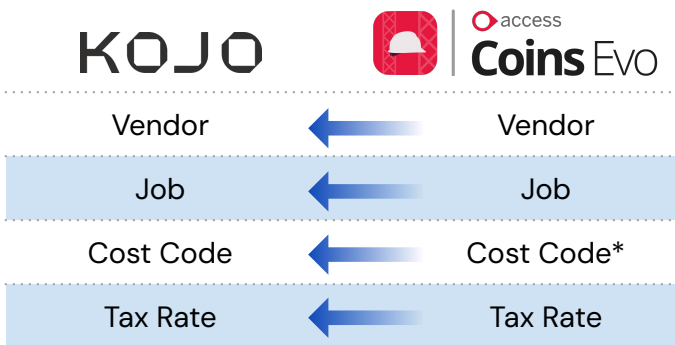 KOJO
access
Coins Evo
Vendor Vendor
Job Job
Cost Code Cost Code*
Tax Rate Tax Rate